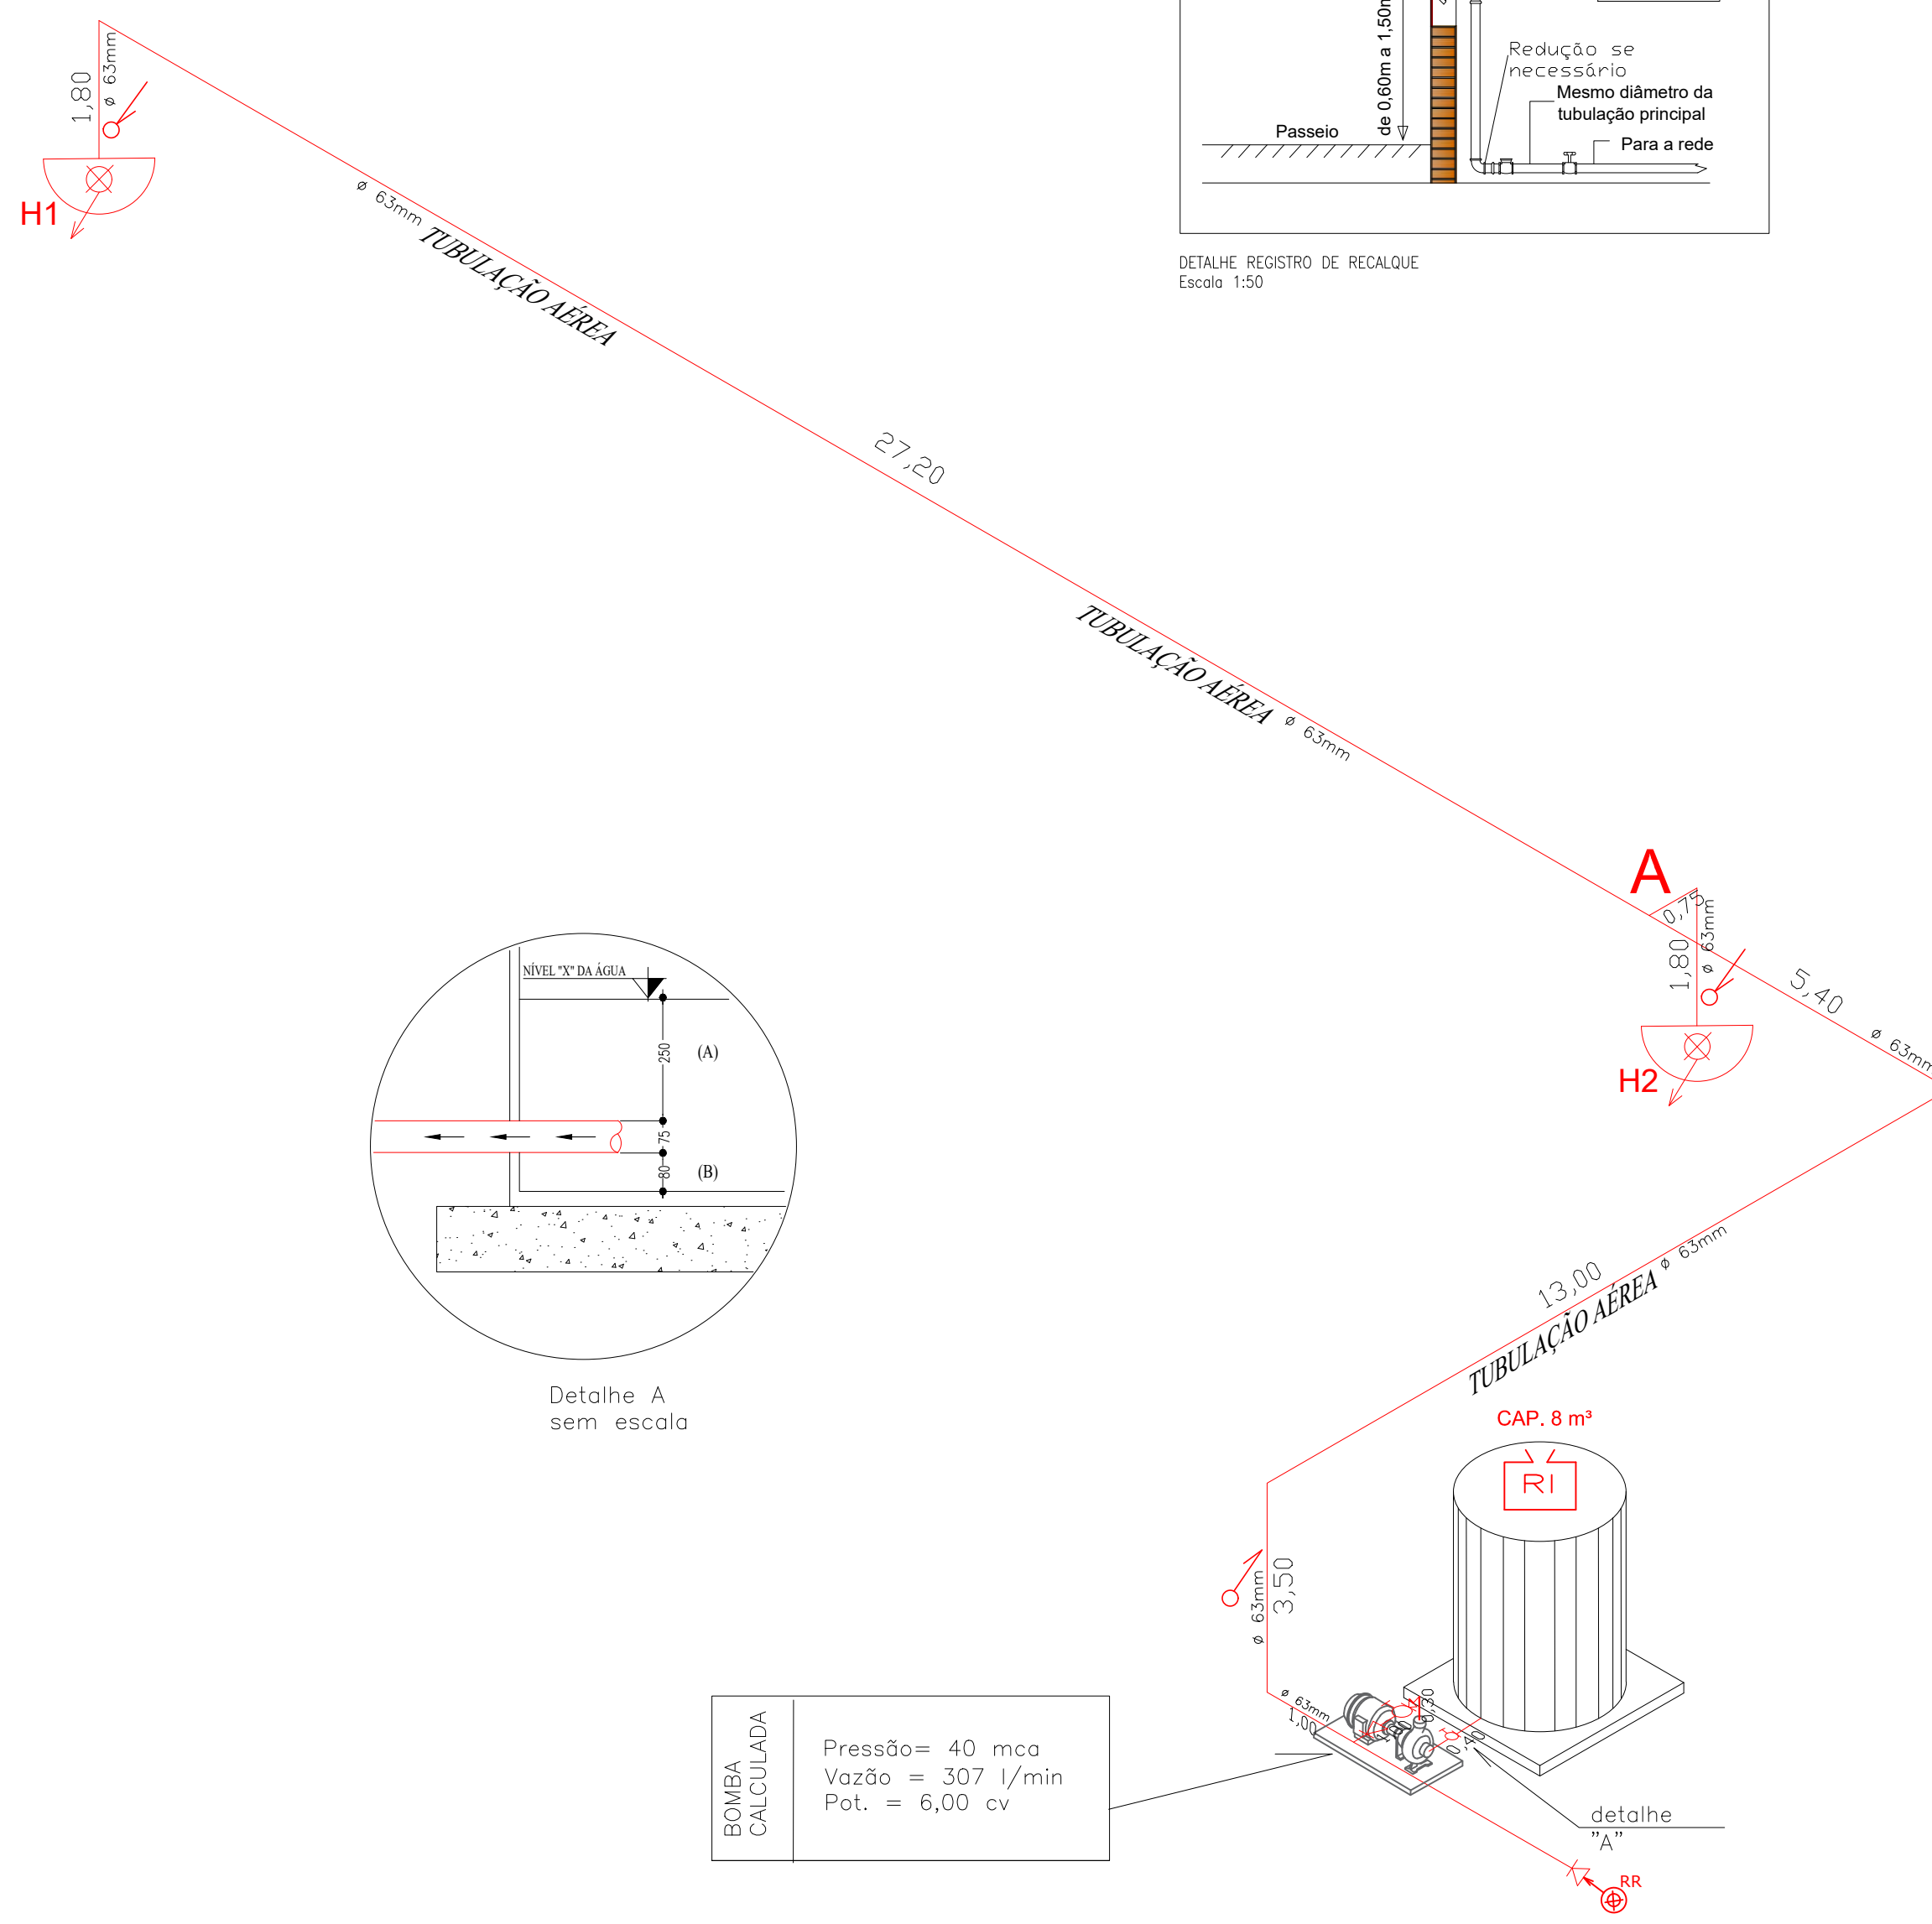 1,80
ø 63mm
H1
ø 63mm
TUBULAÇÃO AÉREA
27,20
TUBULAÇÃO AÉREA
ø 63mm
de 0,60m a 1,50m
Redução se
necessário
Mesmo diâmetro da
tubulação principal
Para a rede
Passeio
DETALHE REGISTRO DE RECALQUE
Escala 1:50
A
0,75
ø 63mm
1,80
5,40
ø 63mm
H2
NÍVEL "X" DA ÁGUA
250
(A)
75
80
(B)
Detalhe A
sem escala
13,00
ø 63mm
TUBULAÇÃO AÉREA
CAP. 8 m³
RI
3,50
ø 63mm
ø 63mm
1,00
0,30
0,40
BOMBA
CALCULADA
Pressão= 40 mca
Vazão = 307 l/min
Pot. = 6,00 cv
detalhe
"A"
RR